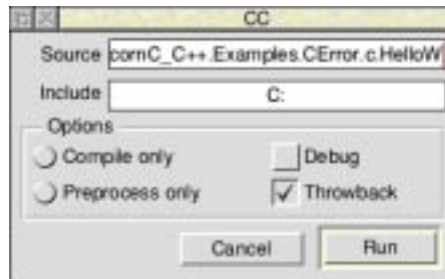 CC
Source cornC_C++.Examples.CError.c.HelloW
Include C:
Options
Compile only Debug
Preprocess only Throwback
Cancel Run